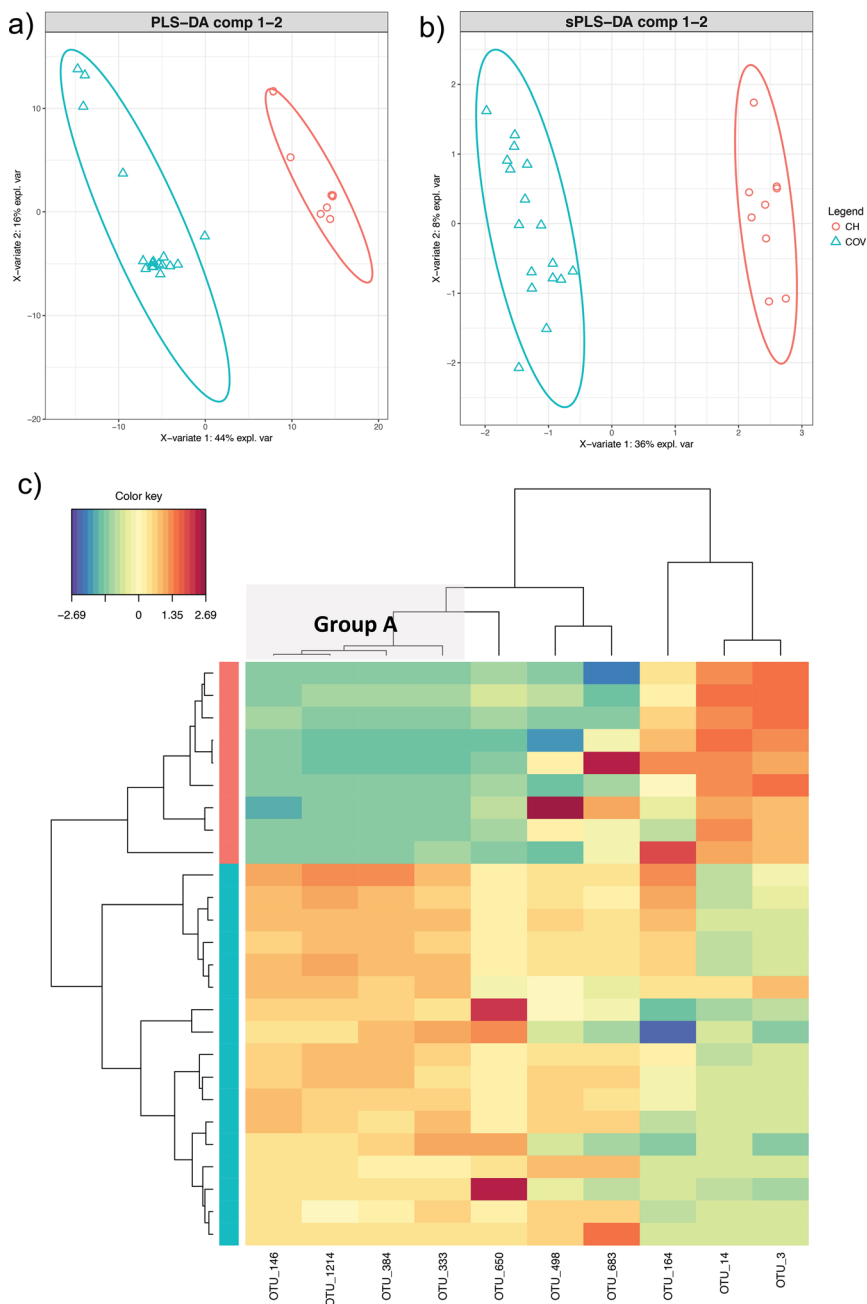 a)
PLS−DA comp 1−2
10
0
−10
−20
−10
0
10
20
X−variate 2: 16% expl. var
X−variate 1: 44% expl. var
b)
sPLS−DA comp 1−2
2
1
0
−1
−2
−2
−1
0
1
2
3
X−variate 2: 8% expl. var
X−variate 1: 36% expl. var
Legend
CH
COV
c)
Color key
−2.69
0
1.35
2.69
Group A
OTU_146
OTU_1214
OTU_384
OTU_333
OTU_650
OTU_498
OTU_683
OTU_164
OTU_14
OTU_3